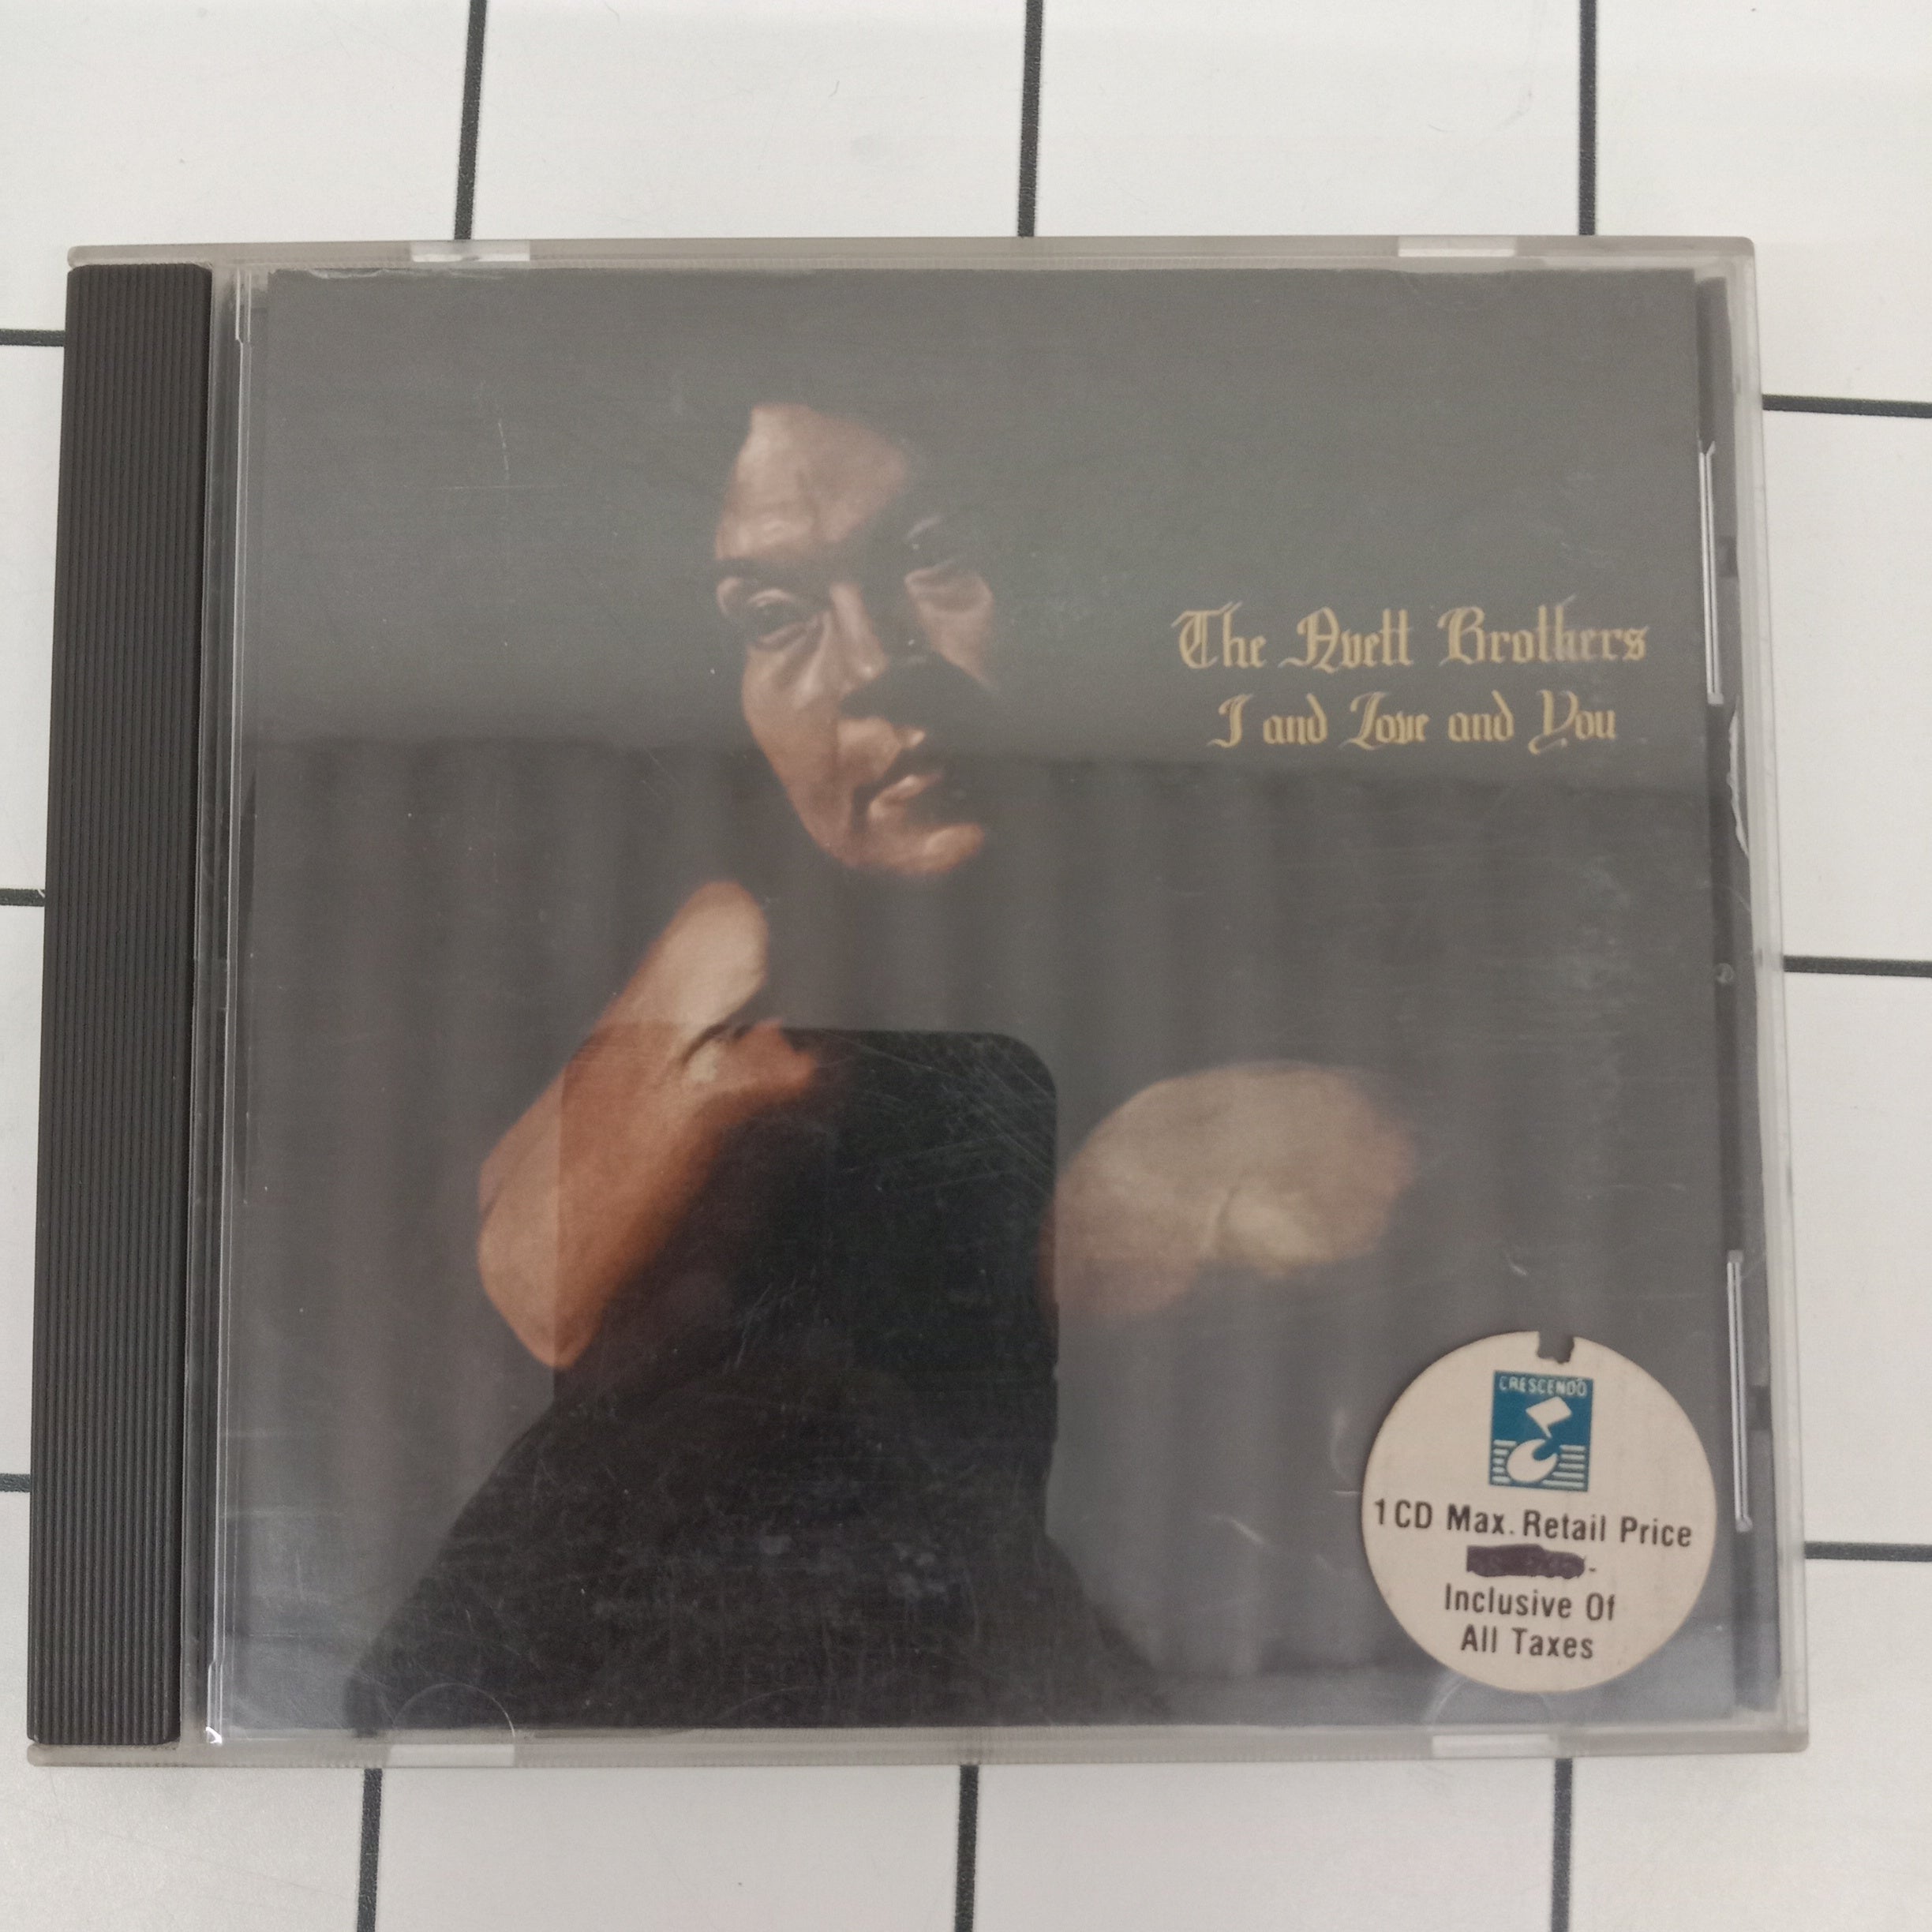 The Avett Brothers
I and Love and You
CRESCENDO
1 CD Max. Retail Price
Inclusive Of
All Taxes